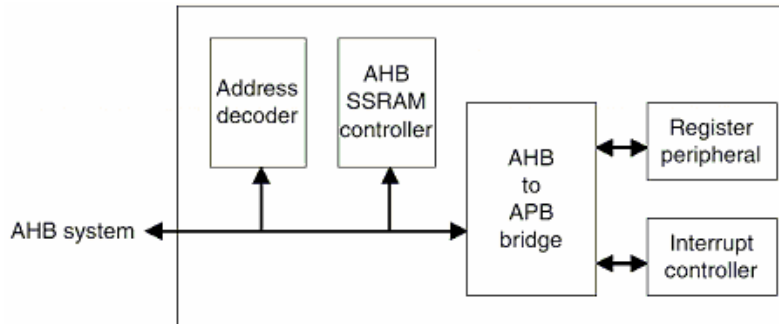 Address
decoder
AHB
SSRAM
controller
AHB
to
APB
bridge
Register
peripheral
Interrupt
controller
AHB system